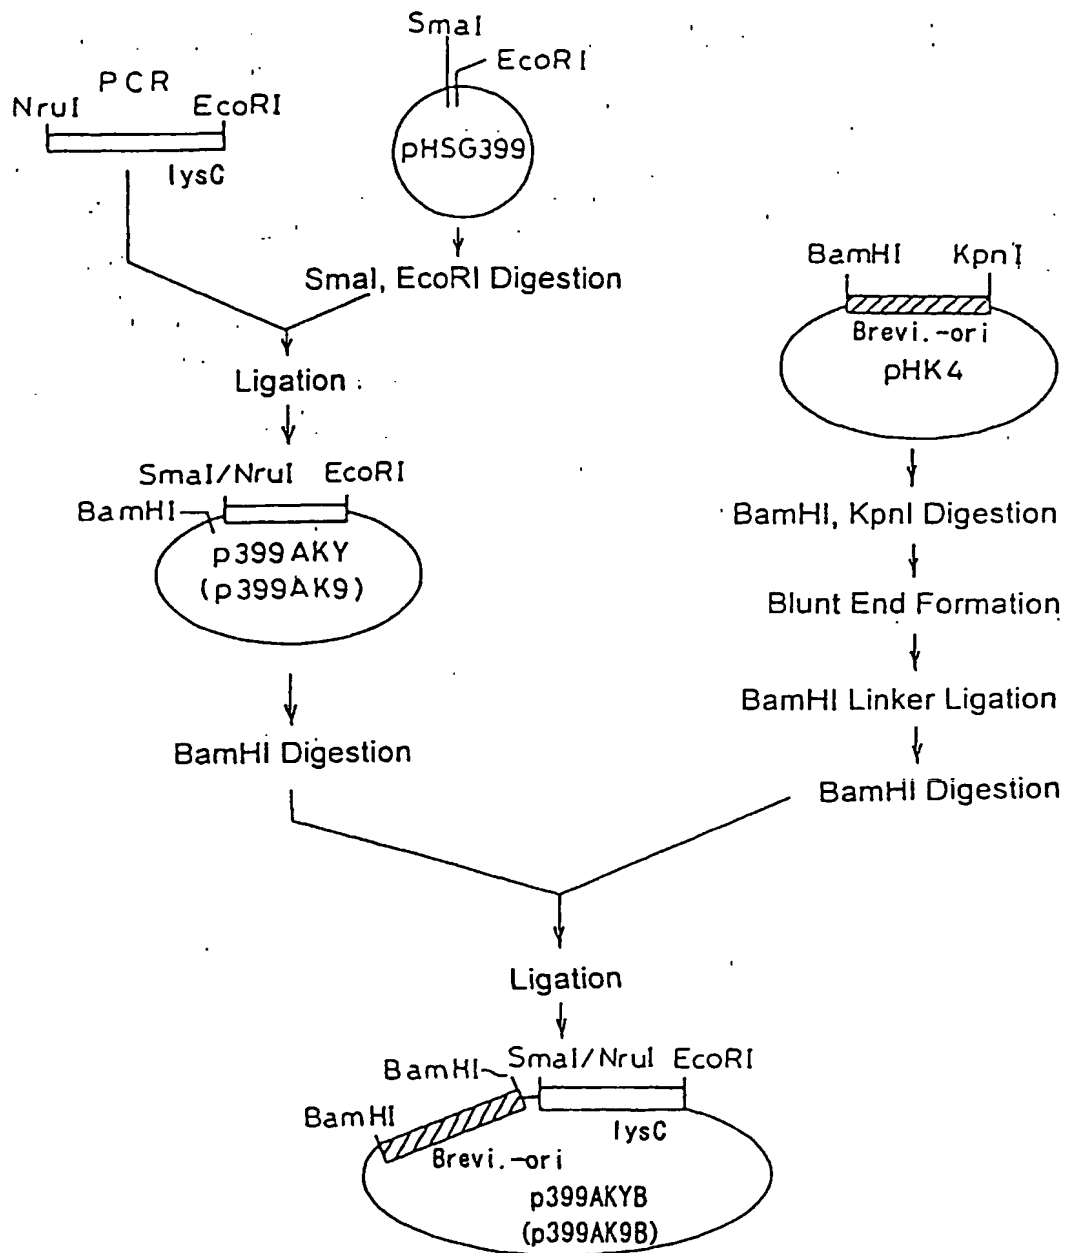 SmaI
EcoRI
PCR
NruI
EcoRI
lysC
pHSG399
SmaI, EcoRI Digestion
BamHI
KpnI
Brevi.-ori
pHK4
Ligation
SmaI/NruI
EcoRI
BamHI
p399AKY
(p399AK9)
BamHI, KpnI Digestion
Blunt End Formation
BamHI Linker Ligation
BamHI Digestion
BamHI Digestion
Ligation
BamHI
SmaI/NruI
EcoRI
BamHI
lysC
Brevi.-ori
p399AKYB
(p399AK9B)